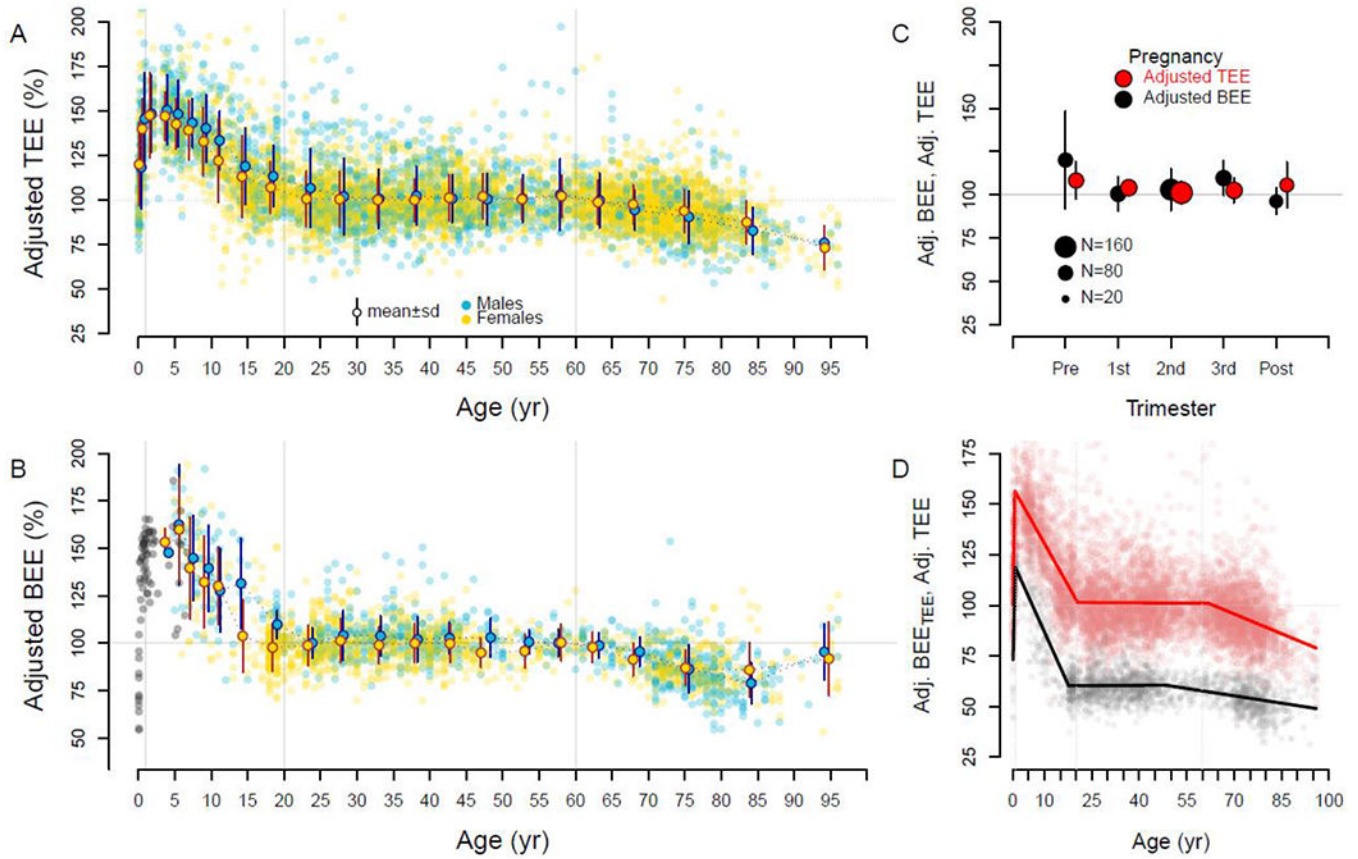 A
Adjusted TEE (%)
200
175
150
125
100
75
50
25
mean±sd
Males
Females
0 5 10 15 20 25 30 35 40 45 50 55 60 65 70 75 80 85 90 95
Age (yr)
C
Adj. BEE, Adj. TEE
200
150
100
75
50
25
Pregnancy
Adjusted TEE
Adjusted BEE
N=160
N=80
N=20
Pre 1st 2nd 3rd Post
Trimester
B
Adjusted BEE (%)
200
175
150
125
100
75
50
0 5 10 15 20 25 30 35 40 45 50 55 60 65 70 75 80 85 90 95
Age (yr)
D
Adj. BEETEE, Adj. TEE
175
150
125
100
75
50
25
0 10 25 40 55 70 85 100
Age (yr)